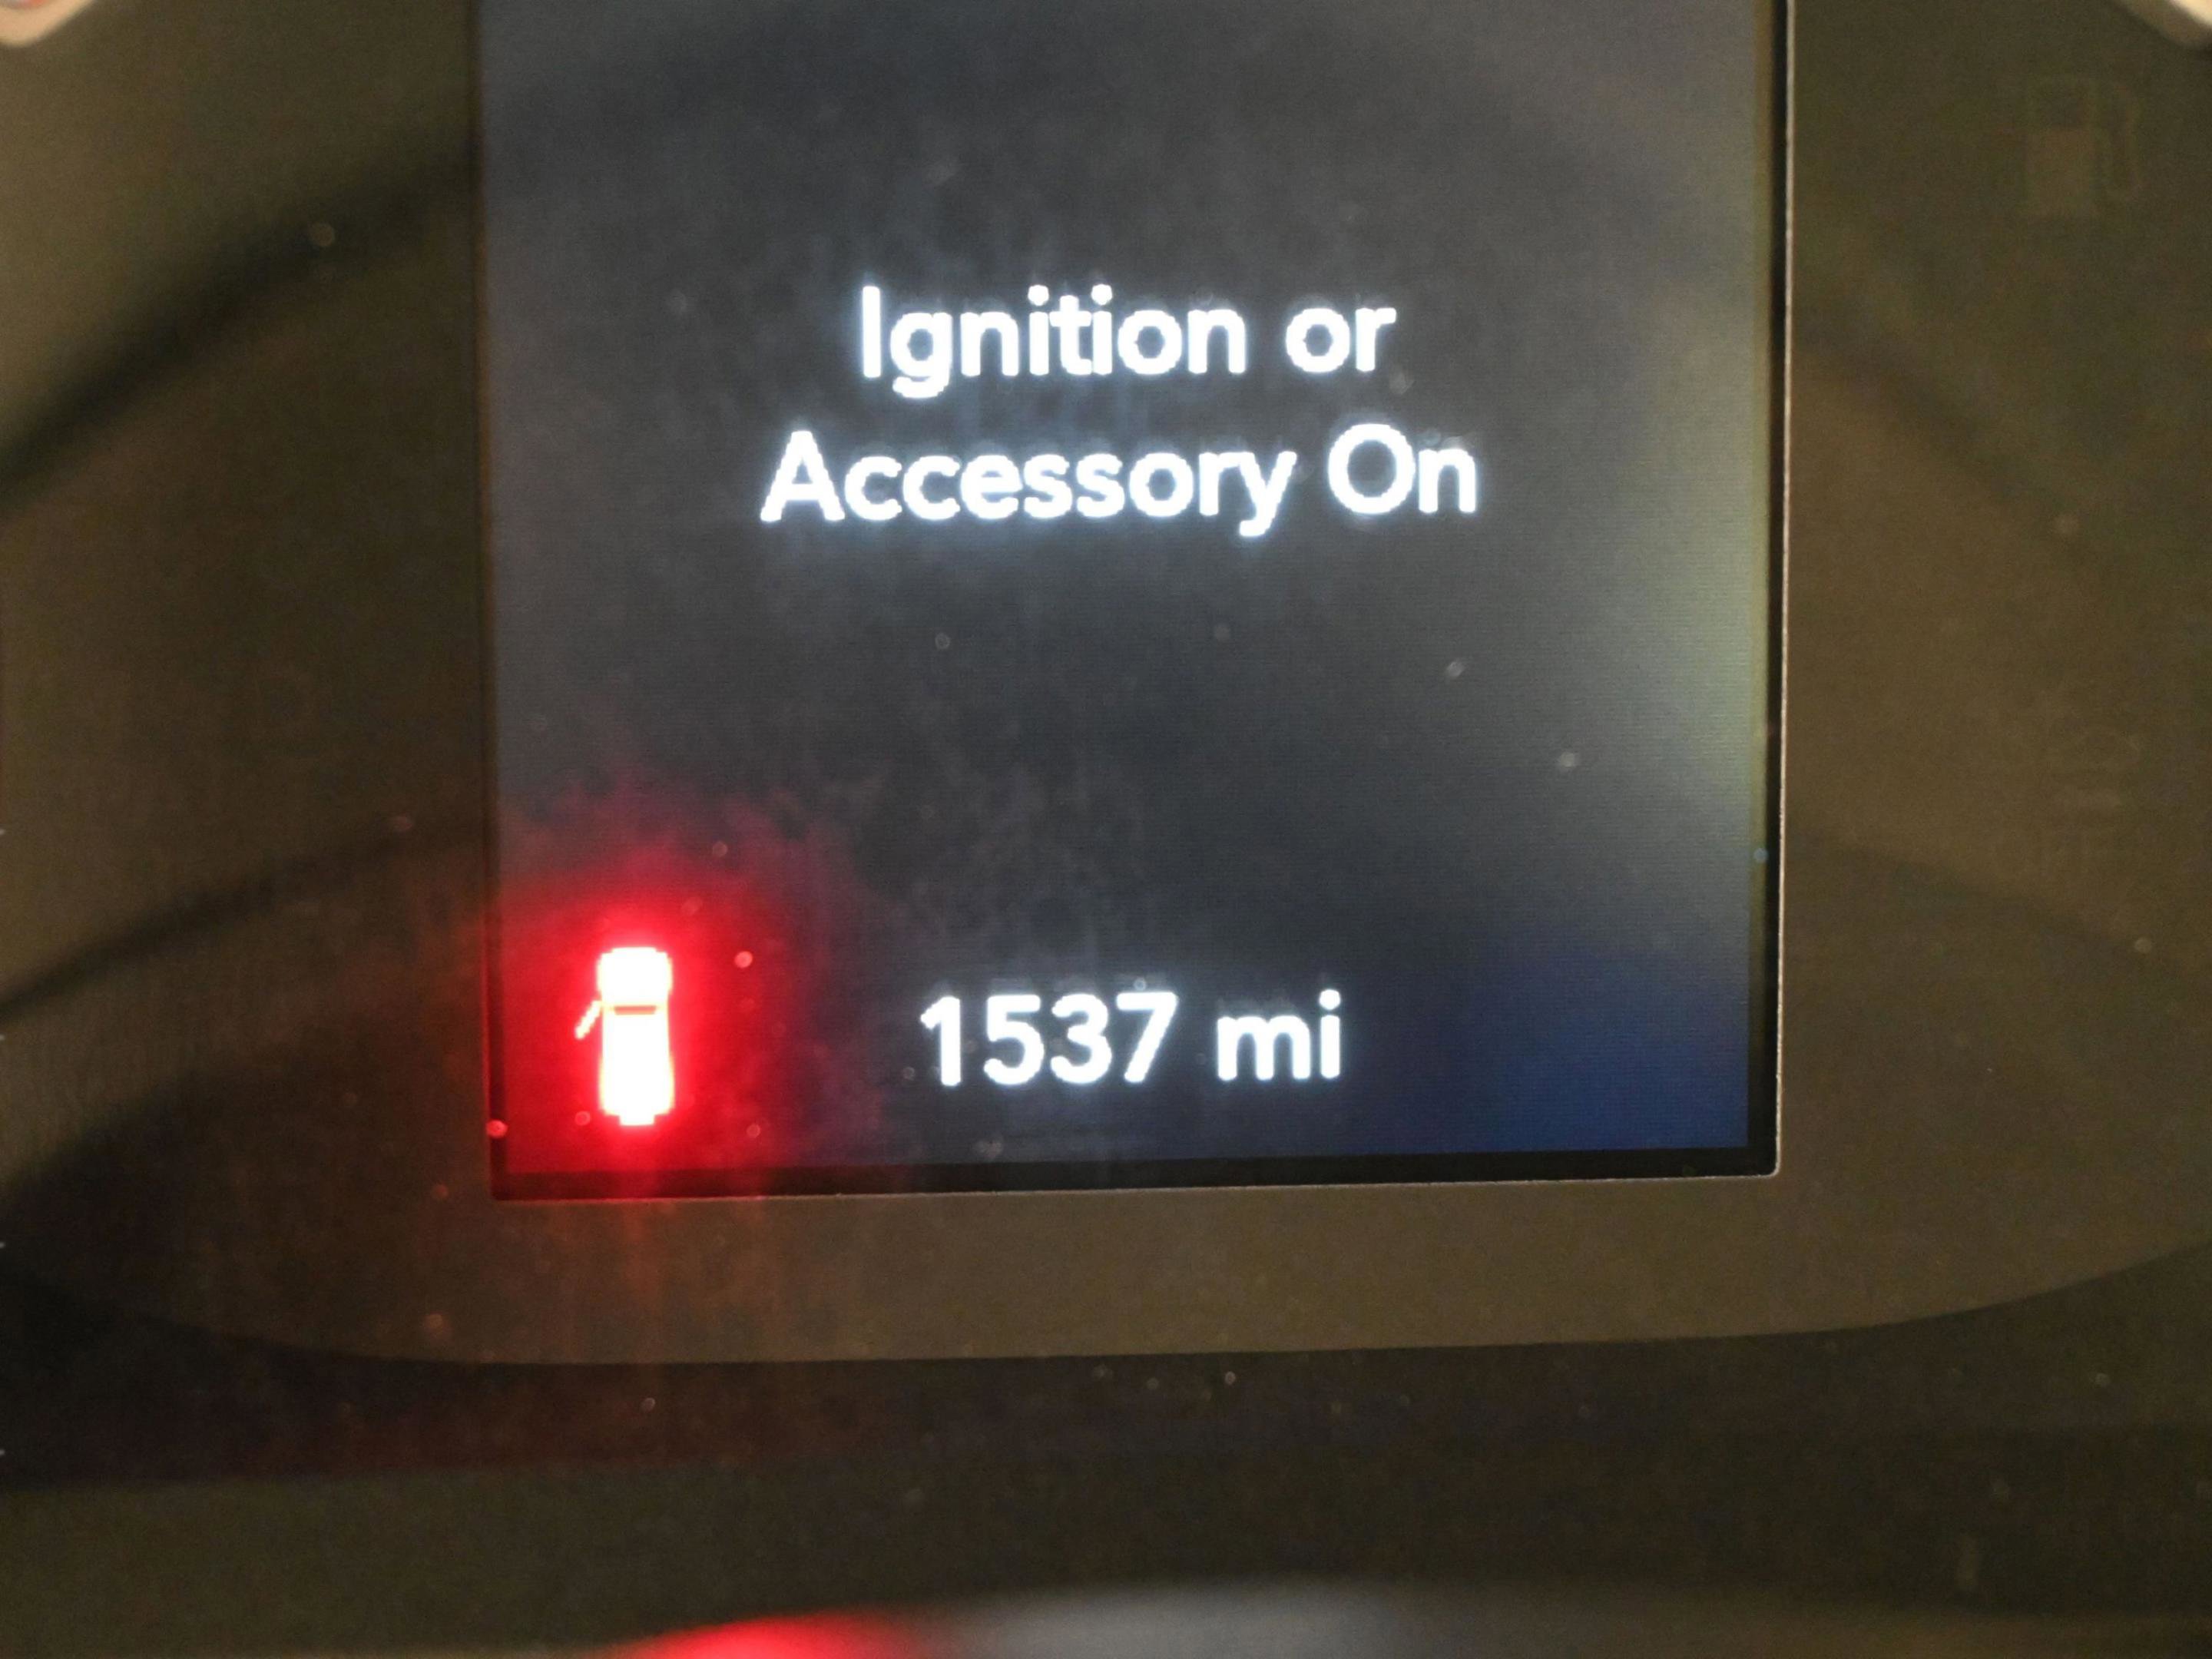 Ignition or
Accessory On
1537 mi